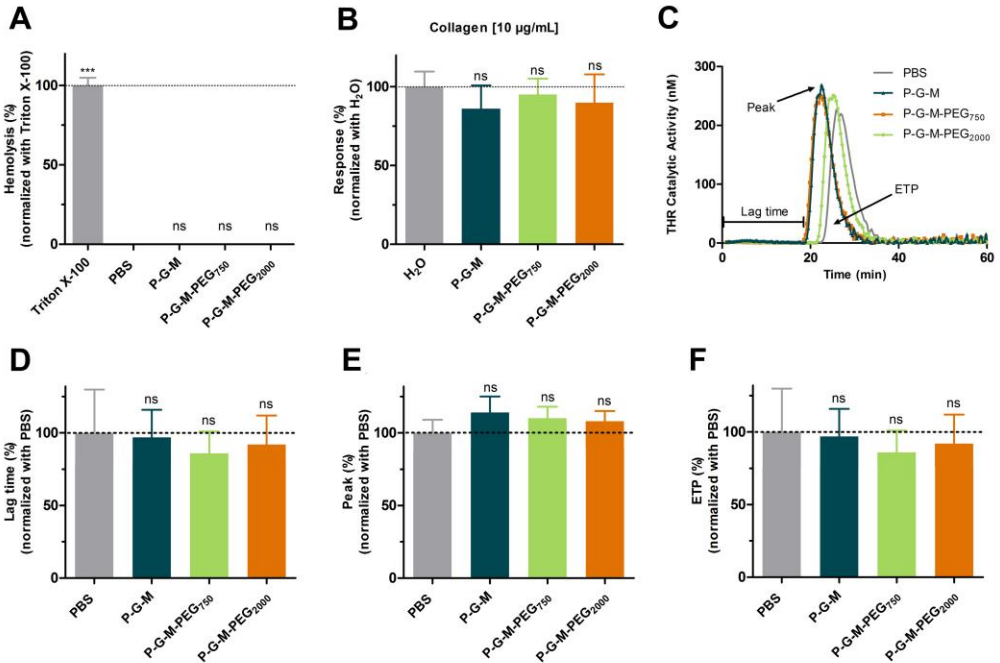 A
Hemolysis (%)
(normalized with Triton X-100)
100
50
0
***
ns
ns
ns
Triton X-100
PBS
P-G-M
P-G-M-PEG750
P-G-M-PEG2000
B
Collagen [10 µg/mL]
Response (%)
(normalized with H2O)
100
50
0
ns
ns
ns
H2O
P-G-M
P-G-M-PEG750
P-G-M-PEG2000
C
THR Catalytic Activity (nM)
300
200
100
0
Peak
Lag time
ETP
PBS
P-G-M
P-G-M-PEG750
P-G-M-PEG2000
0
20
40
60
Time (min)
D
Lag time (%)
(normalized with PBS)
100
50
0
ns
ns
ns
PBS
P-G-M
P-G-M-PEG750
P-G-M-PEG2000
E
Peak (%)
(normalized with PBS)
100
50
0
ns
ns
ns
PBS
P-G-M
P-G-M-PEG750
P-G-M-PEG2000
F
ETP (%)
(normalized with PBS)
100
50
0
ns
ns
ns
PBS
P-G-M
P-G-M-PEG750
P-G-M-PEG2000